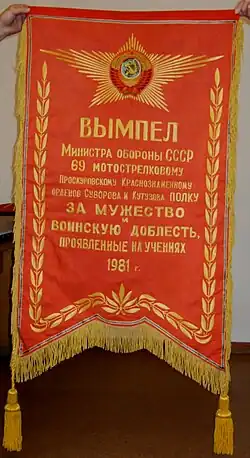 ВЫМПЕЛ
Министра обороны СССР
69 мотострелковому
Проскуровскому Краснознаменному
орденов Суворова и Кутузова полку
ЗА МУЖЕСТВО
и
ВОИНСКУЮ ДОБЛЕСТЬ,
ПРОЯВЛЕННЫЕ НА УЧЕНИЯХ
1981 г.